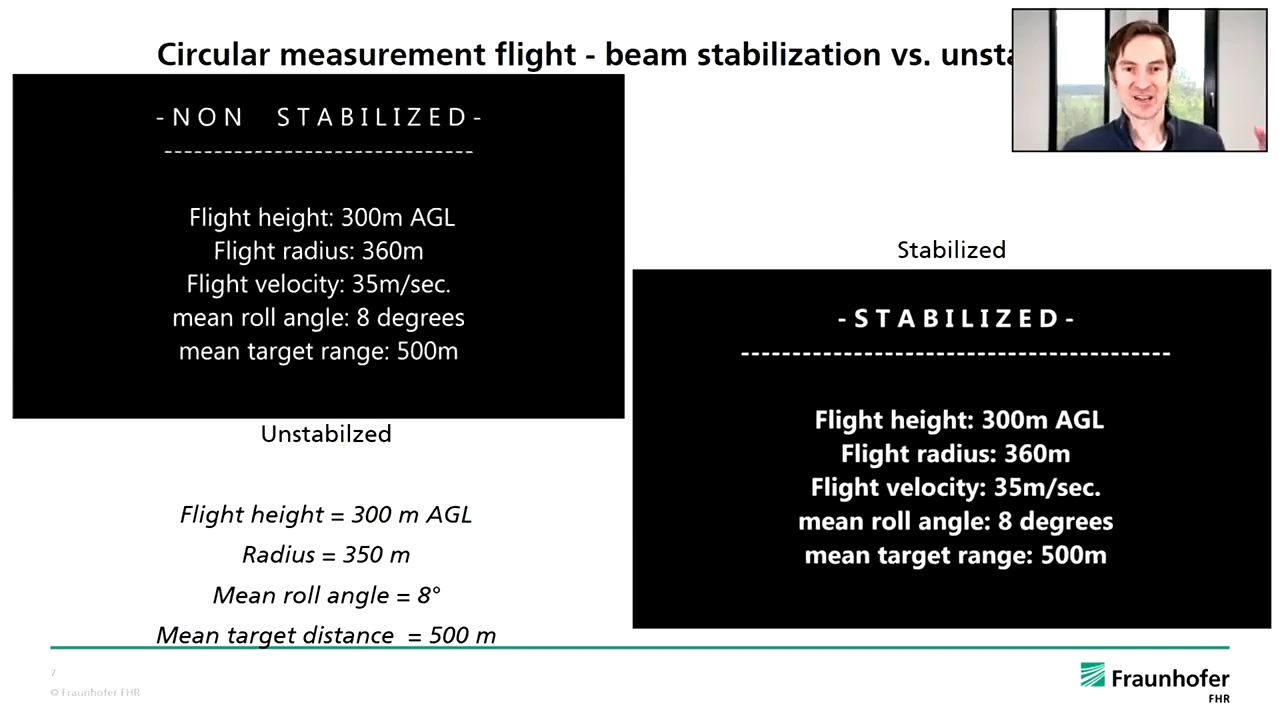 Circular measurement flight - beam stabilization vs. unsta
-NON STABILIZED-
-------------------------------
Flight height: 300m AGL
Flight radius: 360m
Flight velocity: 35m/sec.
mean roll angle: 8 degrees
mean target range: 500m
Unstabilzed
Flight height = 300 m AGL
Radius = 350 m
Mean roll angle = 8°
Mean target distance = 500 m
Stabilized
-STABILIZED-
------------------------------------------
Flight height: 300m AGL
Flight radius: 360m
Flight velocity: 35m/sec.
mean roll angle: 8 degrees
mean target range: 500m
7
© Fraunhofer FHR
Fraunhofer
FHR